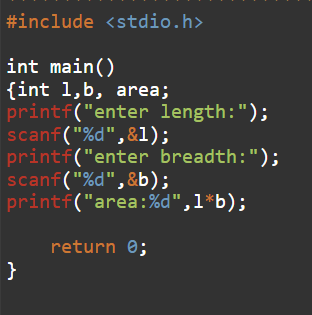 #include <stdio.h>
int main()
{int l,b, area;
printf("enter length:");
scanf("%d",&l);
printf("enter breadth:");
scanf("%d",&b);
printf("area:%d",l*b);
return 0;
}